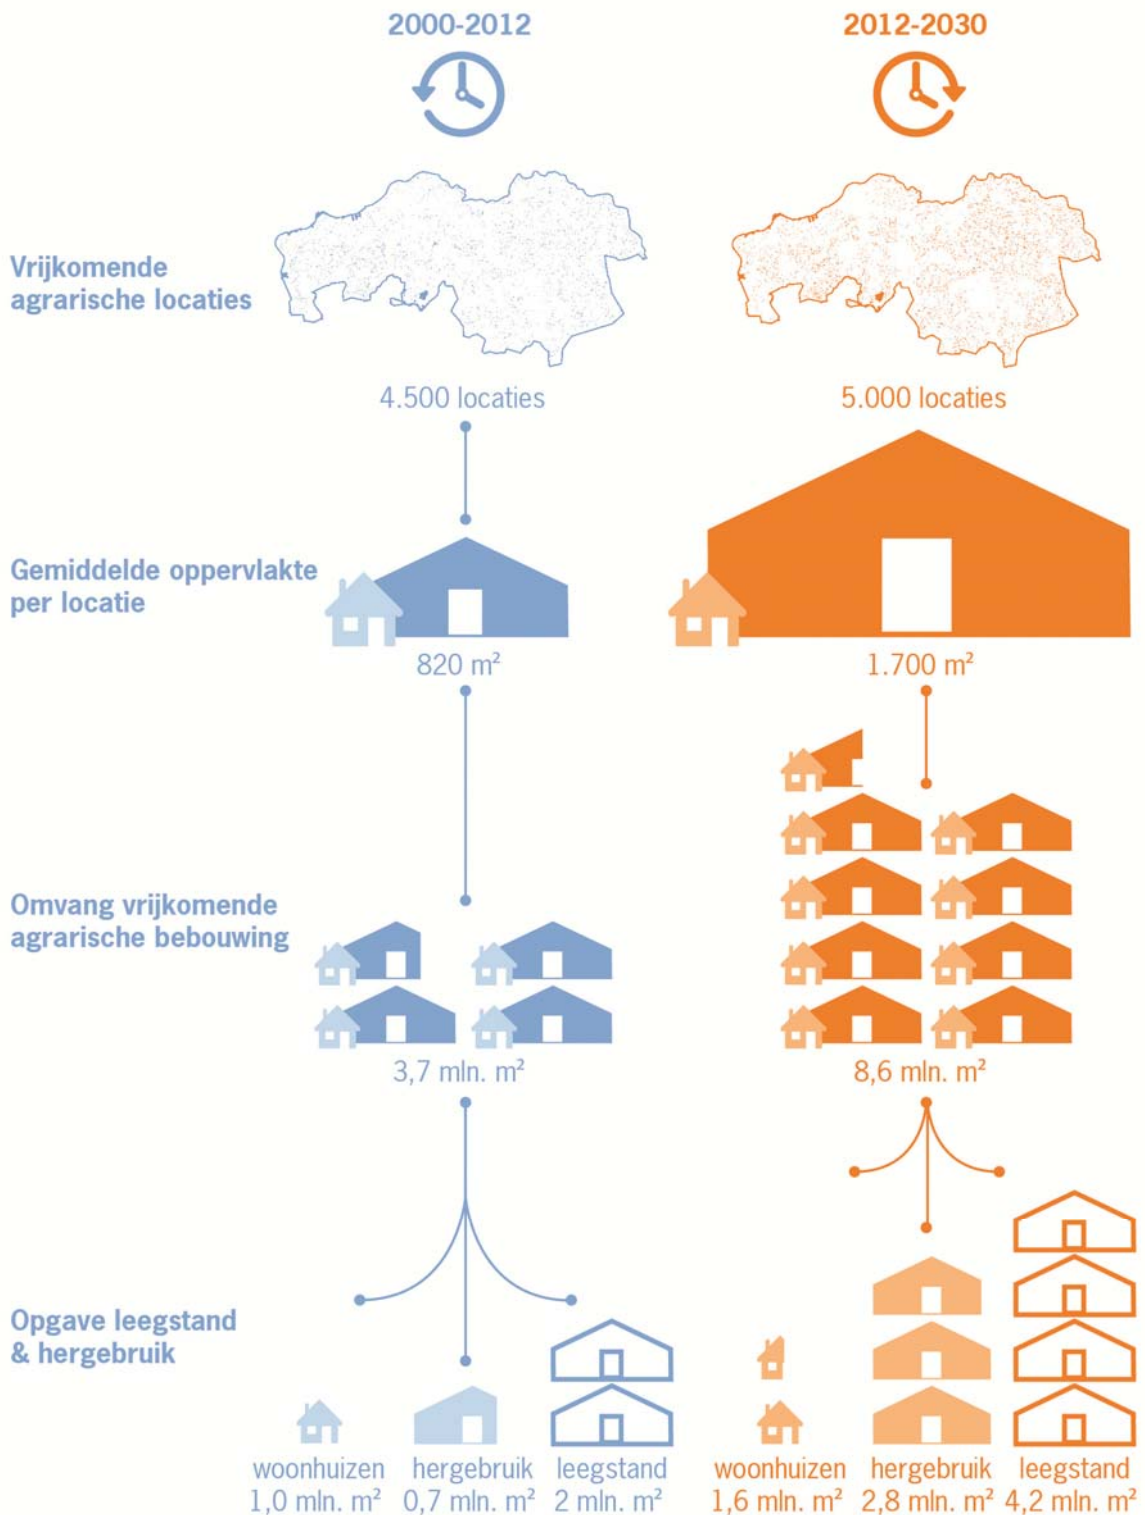 2000-2012
2012-2030
Vrijkomende
agrarische locaties
4.500 locaties
5.000 locaties
Gemiddelde oppervlakte
per locatie
820 m²
1.700 m²
Omvang vrijkomende
agrarische bebouwing
3,7 mln. m²
8,6 mln. m²
Opgave leegstand
& hergebruik
woonhuizen
1,0 mln. m²
hergebruik
0,7 mln. m²
leegstand
2 mln. m²
woonhuizen
1,6 mln. m²
hergebruik
2,8 mln. m²
leegstand
4,2 mln. m²